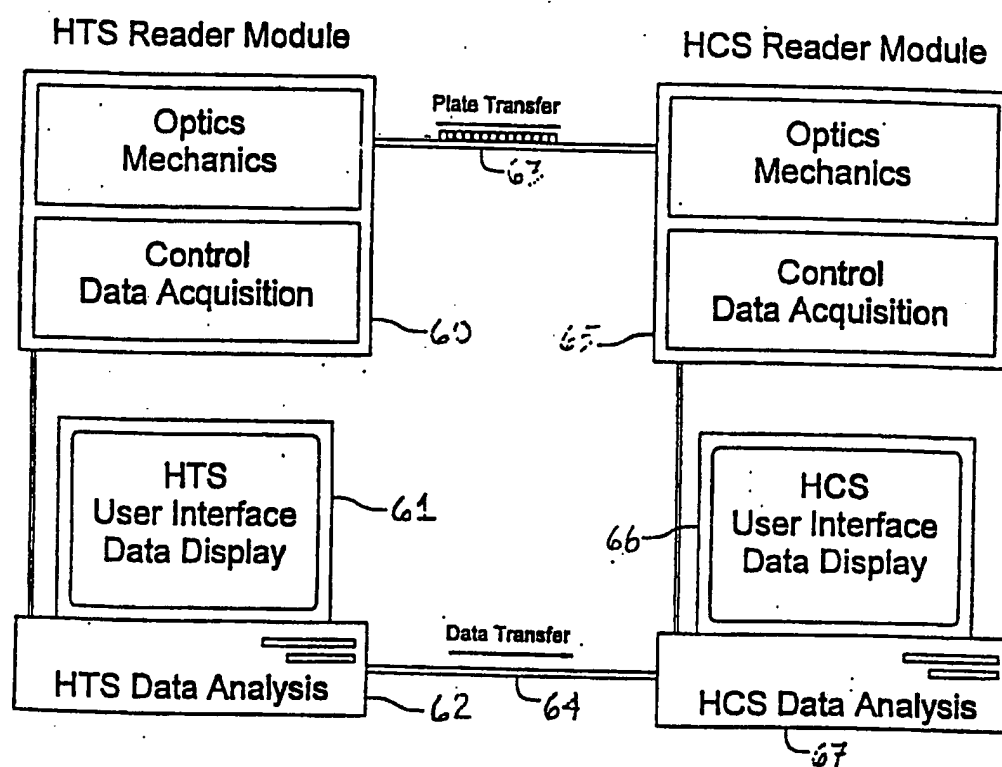 HTS Reader Module
Optics
Mechanics
Control
Data Acquisition
60
Plate Transfer
63
HCS Reader Module
Optics
Mechanics
Control
Data Acquisition
65
HTS
User Interface
Data Display
61
HTS Data Analysis
62
Data Transfer
64
HCS
User Interface
Data Display
66
HCS Data Analysis
67